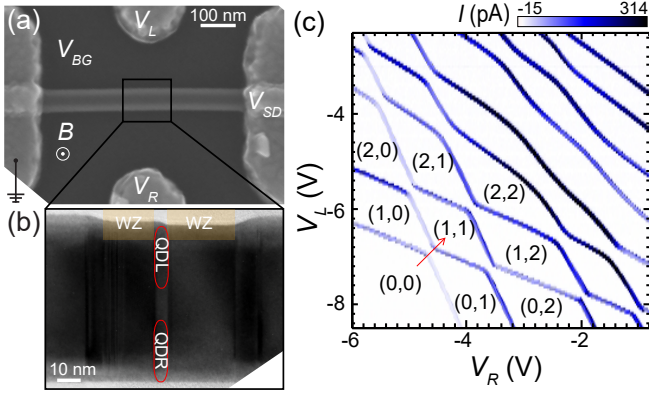 (a)
V_L
100 nm
V_BG
V_SD
B
V_R
(b)
WZ
WZ
QDL
QDR
10 nm
(c)
I (pA)
-15
314
-4
-6
-8
V_L (V)
(2,0)
(2,1)
(2,2)
(1,0)
(1,1)
(1,2)
(0,0)
(0,1)
(0,2)
-6
-4
-2
V_R (V)